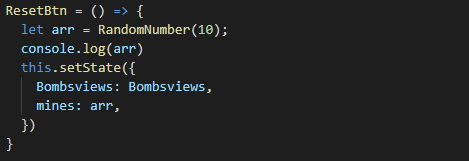 ResetBtn = () => {
  let arr = RandomNumber(10);
  console.log(arr)
  this.setState({
    Bombsviews: Bombsviews,
    mines: arr,
  })
}